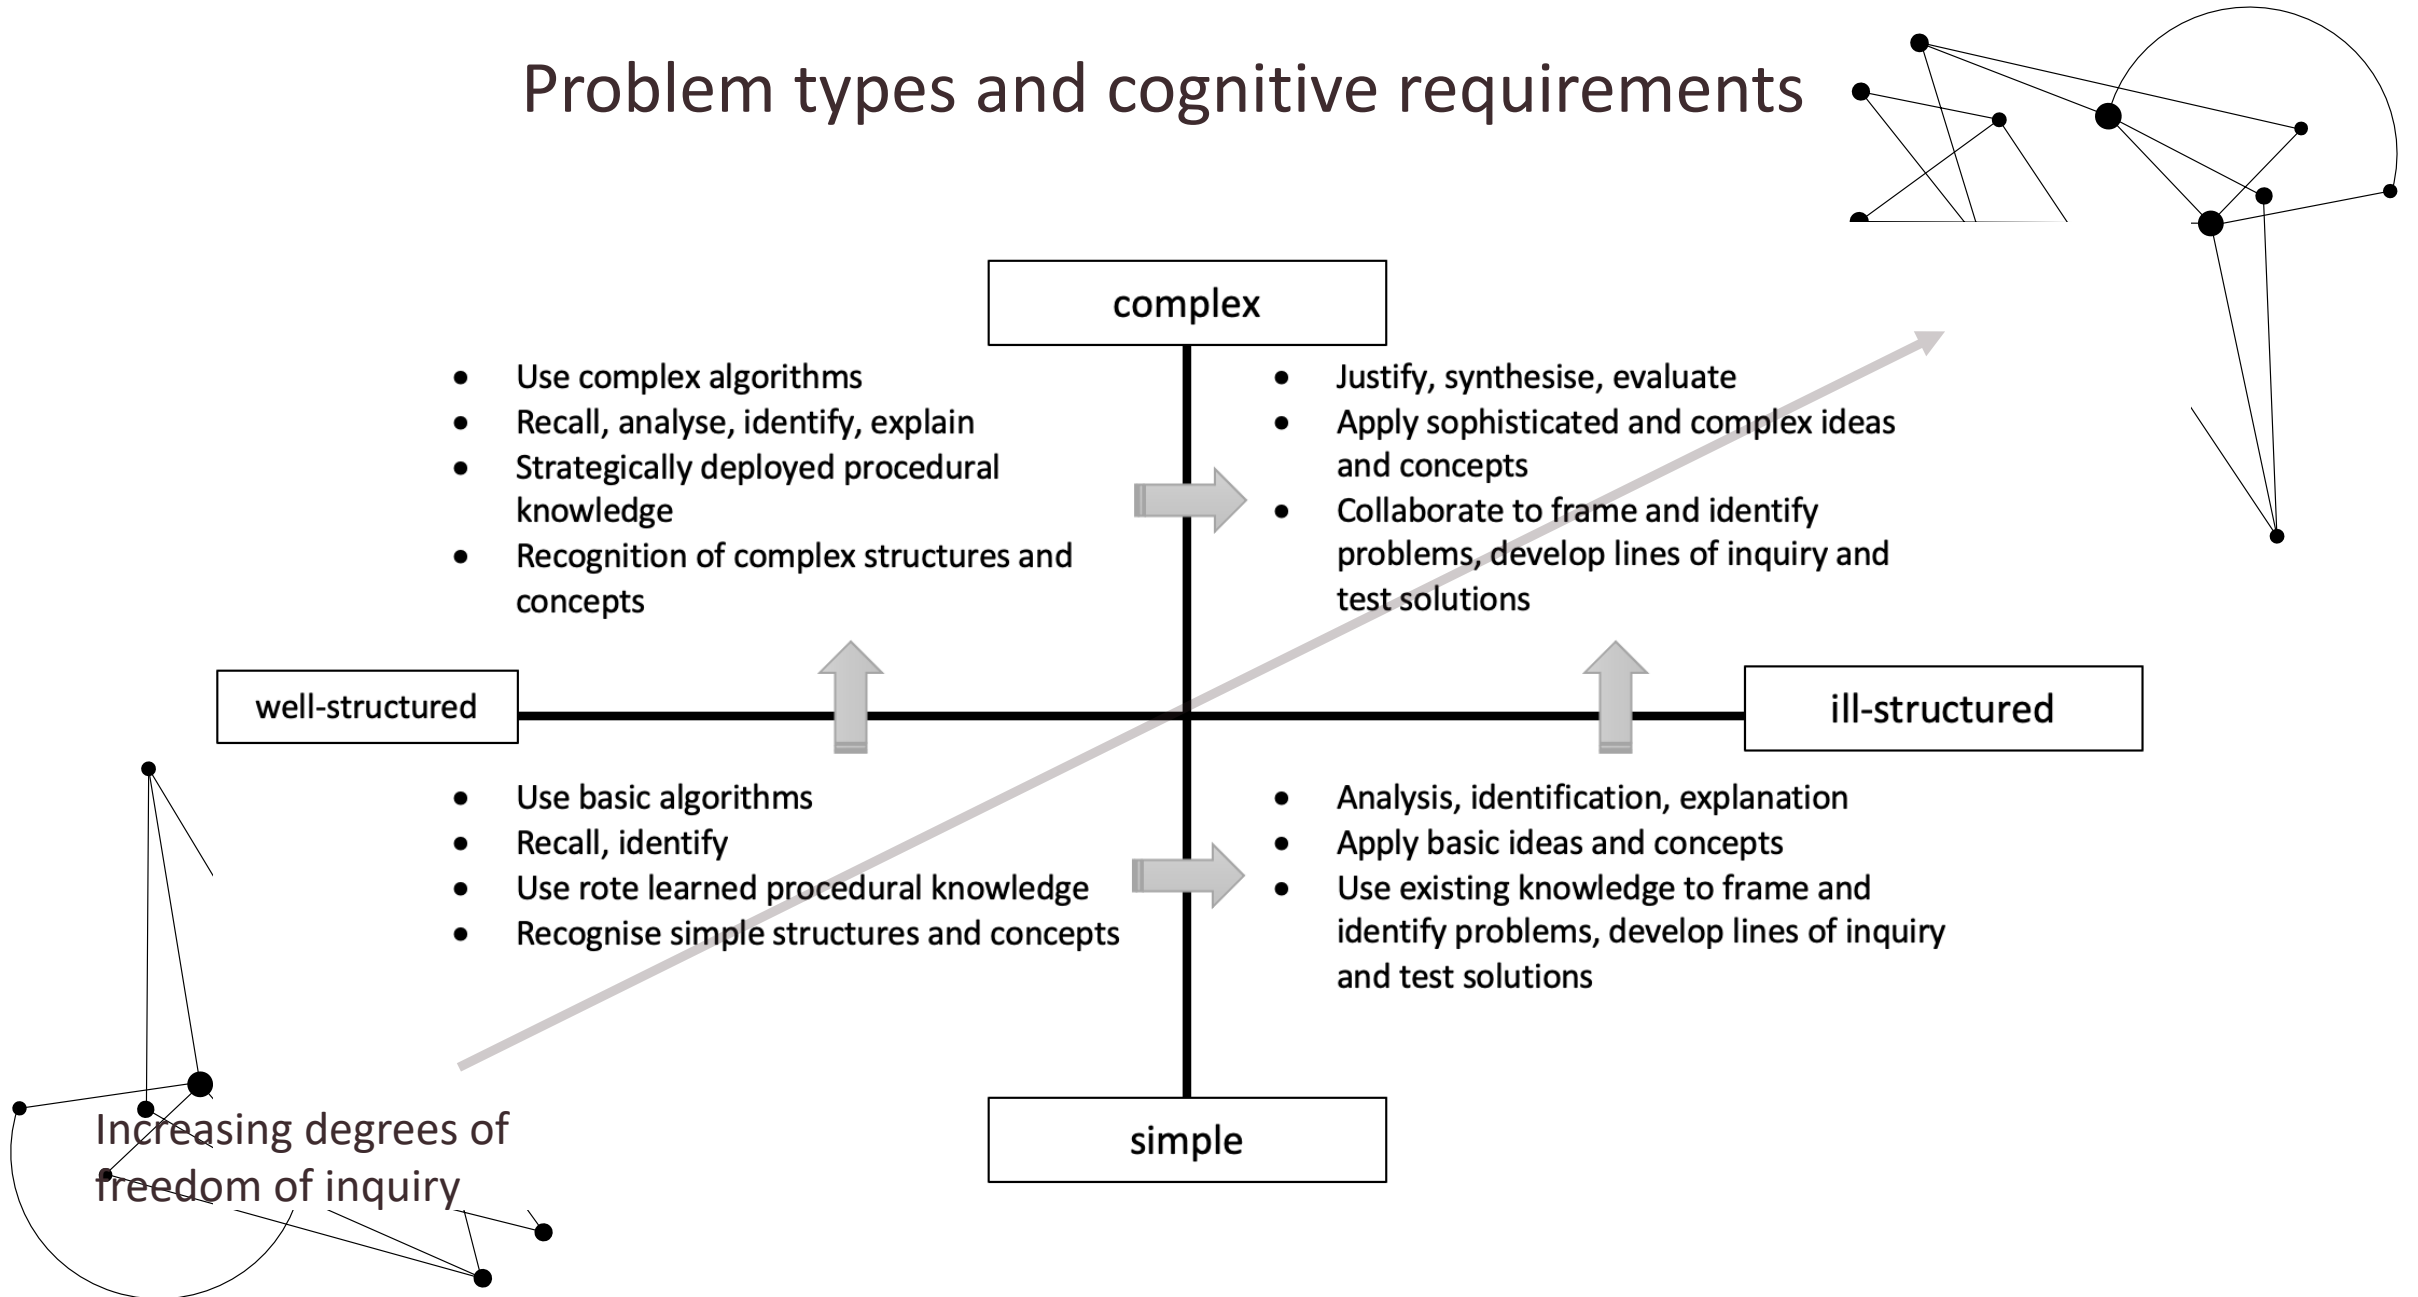 Problem types and cognitive requirements
complex
• Use complex algorithms
• Recall, analyse, identify, explain
• Strategically deployed procedural
knowledge
• Recognition of complex structures and
concepts
• Justify, synthesise, evaluate
• Apply sophisticated and complex ideas
and concepts
• Collaborate to frame and identify
problems, develop lines of inquiry and
test solutions
well-structured
ill-structured
• Use basic algorithms
• Recall, identify
• Use rote learned procedural knowledge
• Recognise simple structures and concepts
• Analysis, identification, explanation
• Apply basic ideas and concepts
• Use existing knowledge to frame and
identify problems, develop lines of inquiry
and test solutions
simple
Increasing degrees of
freedom of inquiry